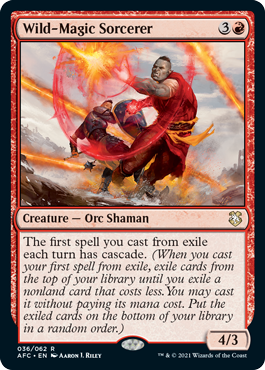 Wild-Magic Sorcerer 3
Creature — Orc Shaman
The first spell you cast from exile
each turn has cascade. (When you cast
your first spell from exile, exile cards from
the top of your library until you exile a
nonland card that costs less. You may cast
it without paying its mana cost. Put the
exiled cards on the bottom of your library
in a random order.)
4/3
036/062 R
AFC • EN AARON J. RILEY
™ & © 2021 Wizards of the Coast